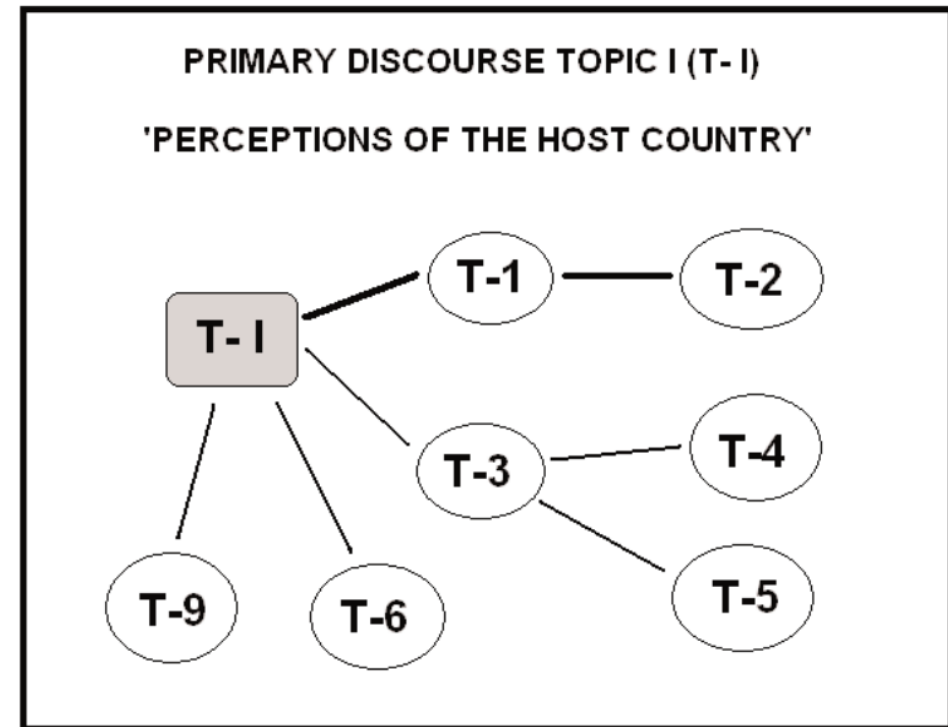 PRIMARY DISCOURSE TOPIC I (T- I)
'PERCEPTIONS OF THE HOST COUNTRY'
T-1
T-2
T- I
T-4
T-3
T-5
T-9
T-6